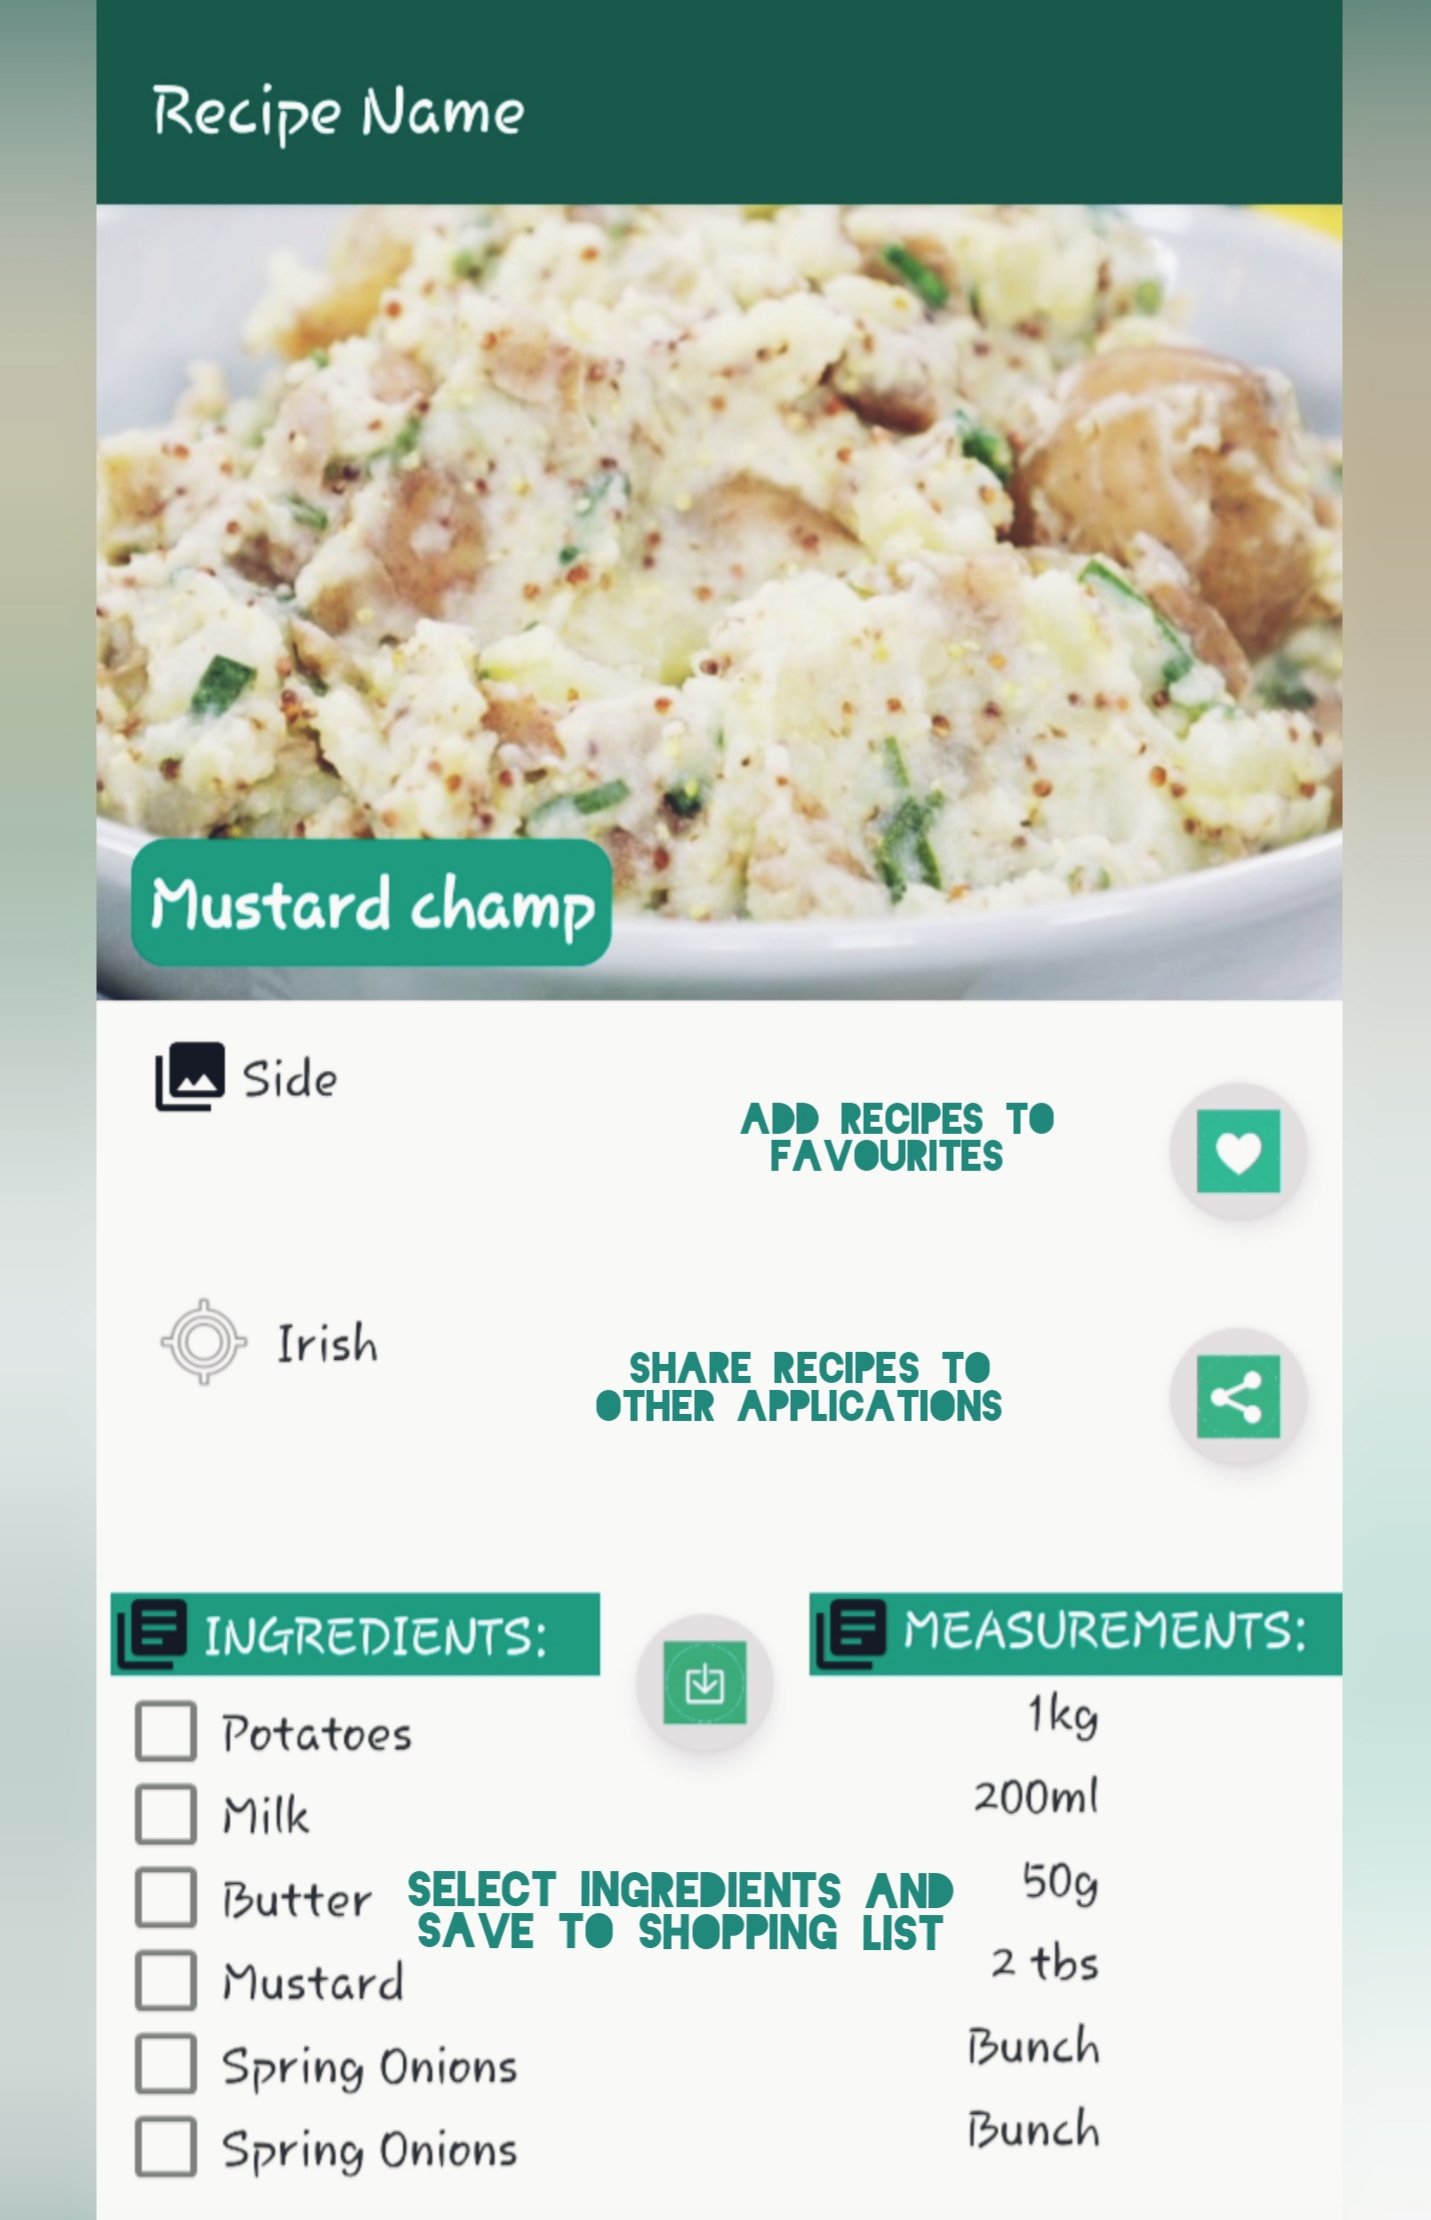 Recipe Name
Mustard champ
Side
ADD RECIPES TO
FAVOURITES
Irish
SHARE RECIPES TO
OTHER APPLICATIONS
INGREDIENTS:
MEASUREMENTS:
Potatoes
1kg
Milk
200ml
Butter
50g
SELECT INGREDIENTS AND
SAVE TO SHOPPING LIST
Mustard
2 tbs
Spring Onions
Bunch
Spring Onions
Bunch